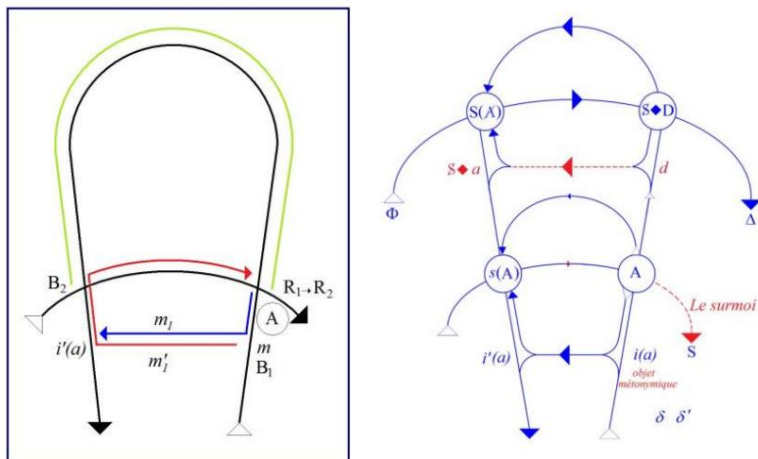 B₂
R₁→R₂
A
m₁
i'(a)
m
m'₁
B₁
S(Ⱥ)
$◆D
$◆ a
d
Φ
Δ
s(A)
A
Le surmoi
S
i'(a)
i(a)
objet
métonymique
δ δ'